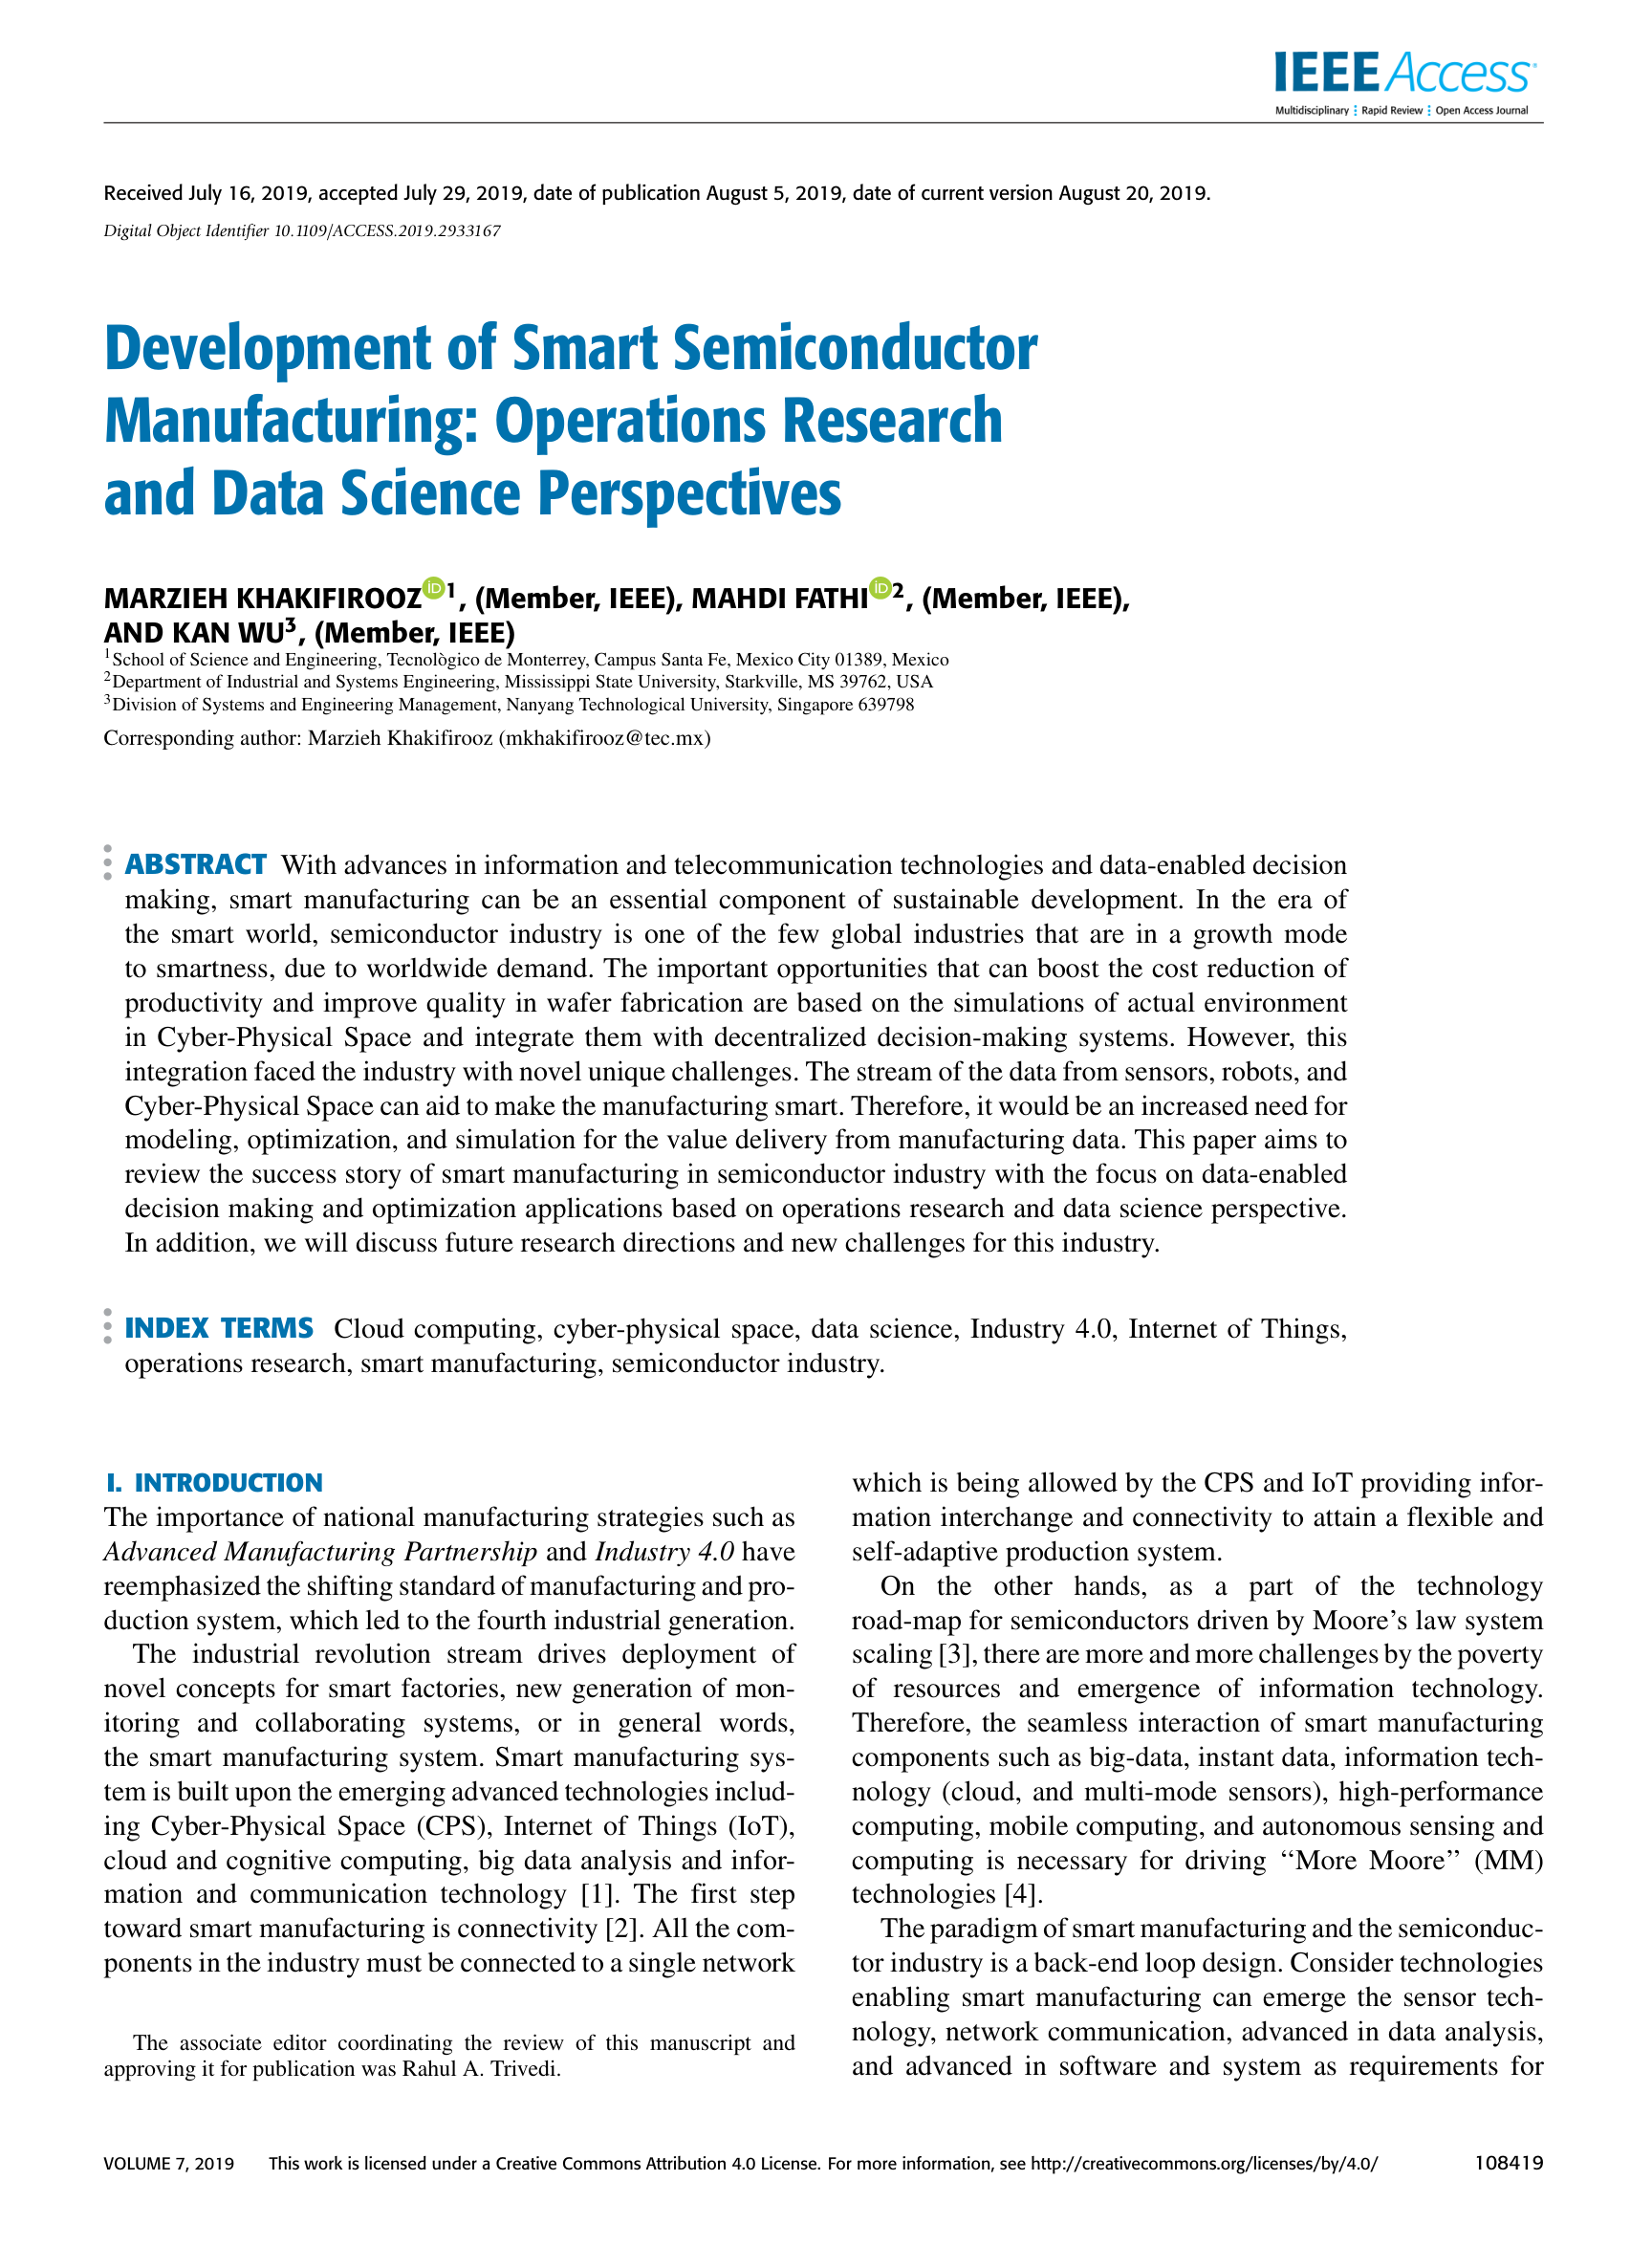 IEEE Access
Multidisciplinary Rapid Review Open Access Journal
Received July 16, 2019, accepted July 29, 2019, date of publication August 5, 2019, date of current version August 20, 2019.
Digital Object Identifier 10.1109/ACCESS.2019.2933167
Development of Smart Semiconductor
Manufacturing: Operations Research
and Data Science Perspectives
MARZIEH KHAKIFIROOZ iD 1, (Member, IEEE), MAHDI FATHI iD 2, (Member, IEEE),
AND KAN WU3, (Member, IEEE)
1School of Science and Engineering, Tecnològico de Monterrey, Campus Santa Fe, Mexico City 01389, Mexico
2Department of Industrial and Systems Engineering, Mississippi State University, Starkville, MS 39762, USA
3Division of Systems and Engineering Management, Nanyang Technological University, Singapore 639798
Corresponding author: Marzieh Khakifirooz (mkhakifirooz@tec.mx)
ABSTRACT With advances in information and telecommunication technologies and data-enabled decision
making, smart manufacturing can be an essential component of sustainable development. In the era of
the smart world, semiconductor industry is one of the few global industries that are in a growth mode
to smartness, due to worldwide demand. The important opportunities that can boost the cost reduction of
productivity and improve quality in wafer fabrication are based on the simulations of actual environment
in Cyber-Physical Space and integrate them with decentralized decision-making systems. However, this
integration faced the industry with novel unique challenges. The stream of the data from sensors, robots, and
Cyber-Physical Space can aid to make the manufacturing smart. Therefore, it would be an increased need for
modeling, optimization, and simulation for the value delivery from manufacturing data. This paper aims to
review the success story of smart manufacturing in semiconductor industry with the focus on data-enabled
decision making and optimization applications based on operations research and data science perspective.
In addition, we will discuss future research directions and new challenges for this industry.
INDEX TERMS Cloud computing, cyber-physical space, data science, Industry 4.0, Internet of Things,
operations research, smart manufacturing, semiconductor industry.
I. INTRODUCTION
The importance of national manufacturing strategies such as
Advanced Manufacturing Partnership and Industry 4.0 have
reemphasized the shifting standard of manufacturing and pro-
duction system, which led to the fourth industrial generation.
The industrial revolution stream drives deployment of
novel concepts for smart factories, new generation of mon-
itoring and collaborating systems, or in general words,
the smart manufacturing system. Smart manufacturing sys-
tem is built upon the emerging advanced technologies includ-
ing Cyber-Physical Space (CPS), Internet of Things (IoT),
cloud and cognitive computing, big data analysis and infor-
mation and communication technology [1]. The first step
toward smart manufacturing is connectivity [2]. All the com-
ponents in the industry must be connected to a single network
The associate editor coordinating the review of this manuscript and
approving it for publication was Rahul A. Trivedi.
which is being allowed by the CPS and IoT providing infor-
mation interchange and connectivity to attain a flexible and
self-adaptive production system.
On the other hands, as a part of the technology
road-map for semiconductors driven by Moore's law system
scaling [3], there are more and more challenges by the poverty
of resources and emergence of information technology.
Therefore, the seamless interaction of smart manufacturing
components such as big-data, instant data, information tech-
nology (cloud, and multi-mode sensors), high-performance
computing, mobile computing, and autonomous sensing and
computing is necessary for driving ‘‘More Moore’’ (MM)
technologies [4].
The paradigm of smart manufacturing and the semiconduc-
tor industry is a back-end loop design. Consider technologies
enabling smart manufacturing can emerge the sensor tech-
nology, network communication, advanced in data analysis,
and advanced in software and system as requirements for
VOLUME 7, 2019 This work is licensed under a Creative Commons Attribution 4.0 License. For more information, see http://creativecommons.org/licenses/by/4.0/ 108419